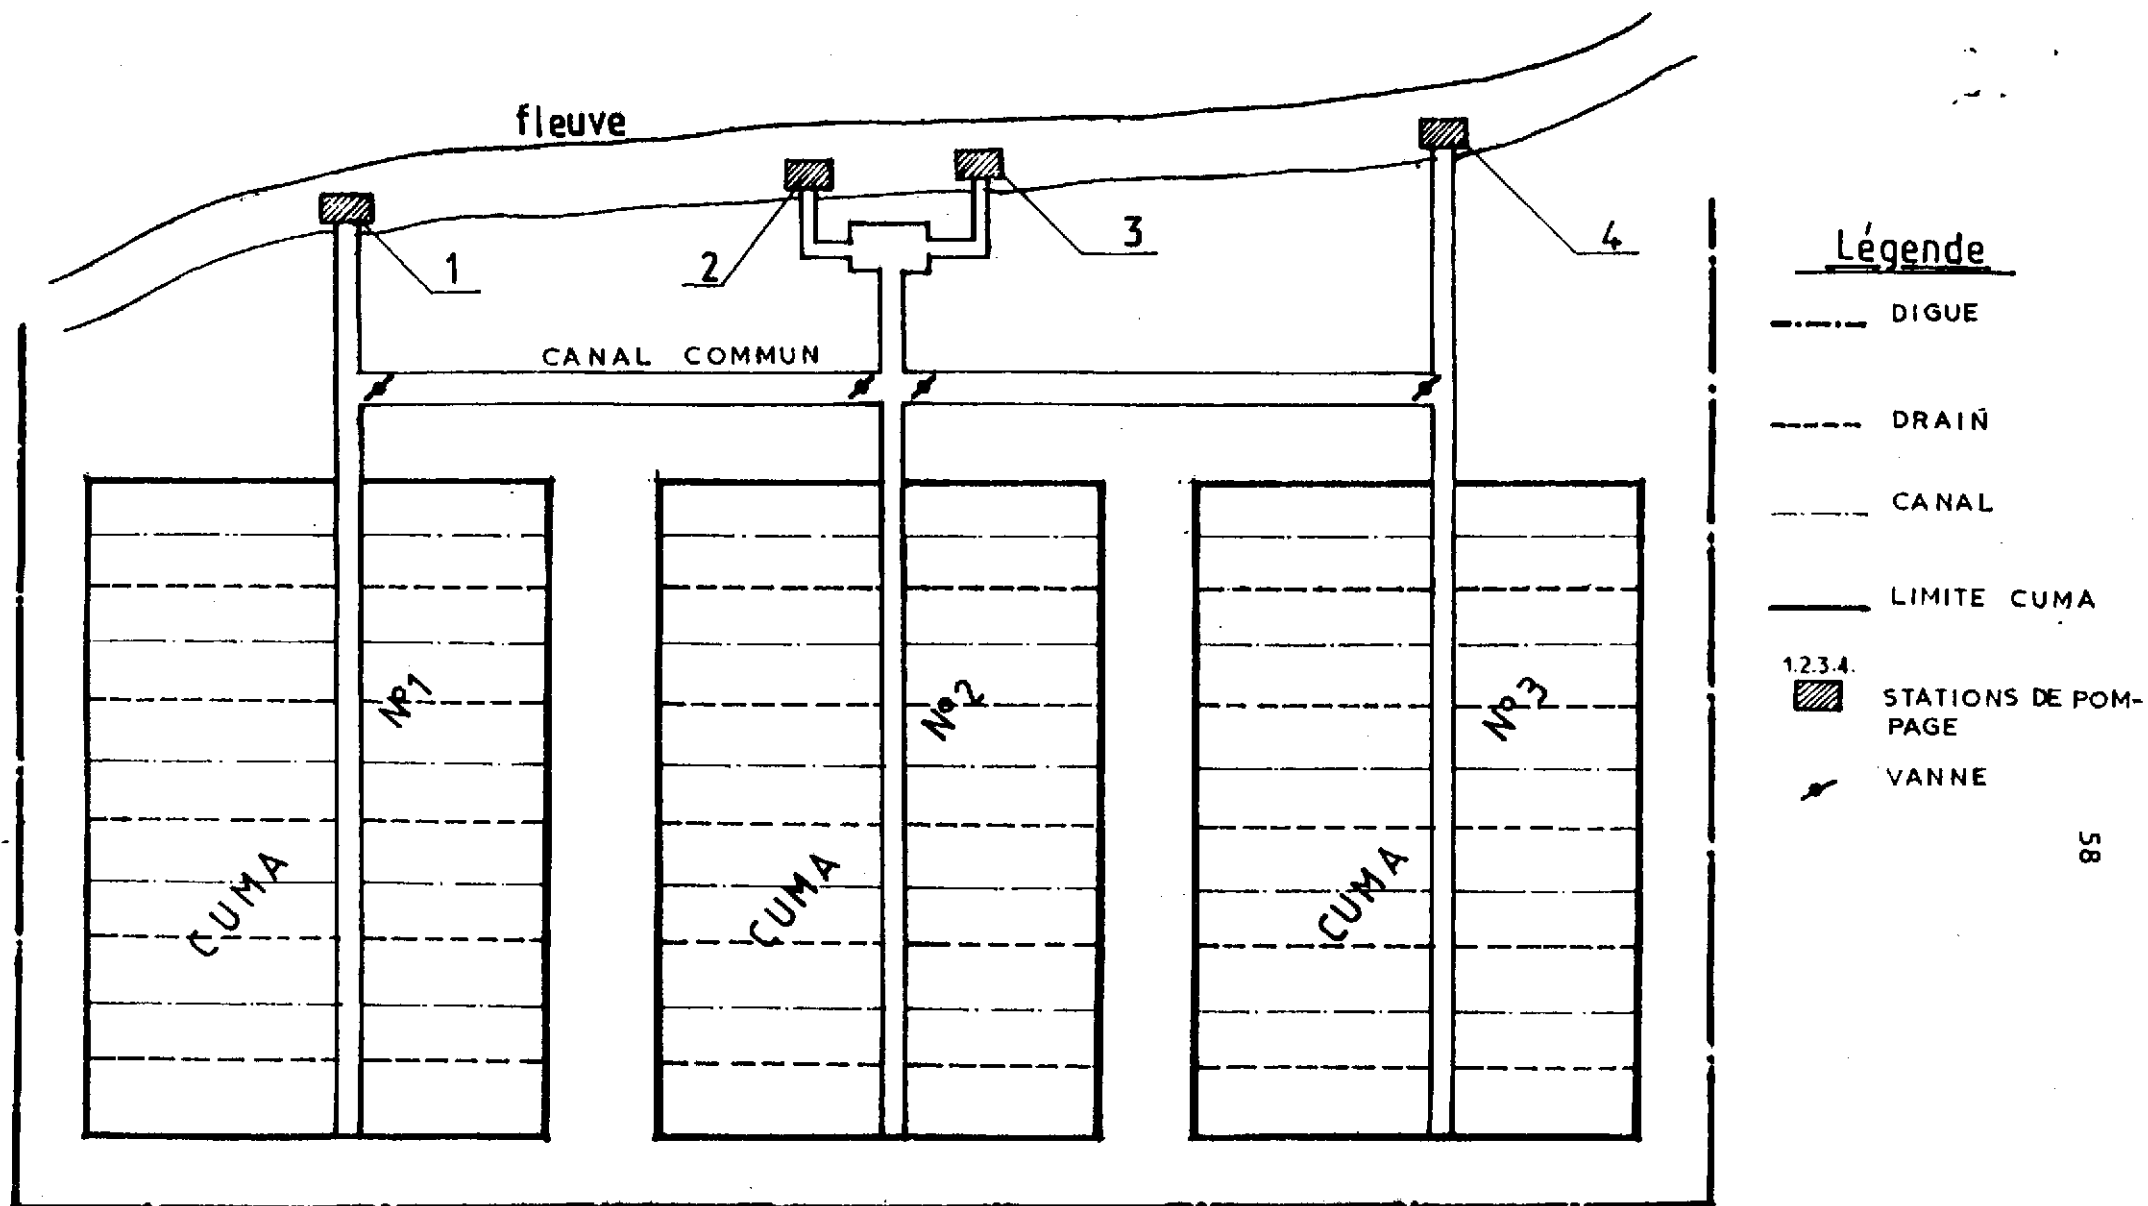 fleuve
1
2
3
4
CANAL COMMUN
CUMA N°1
CUMA N°2
CUMA N°3
Légende
DIGUE
DRAIN
CANAL
LIMITE CUMA
1.2.3.4.
STATIONS DE POM-
PAGE
VANNE
58